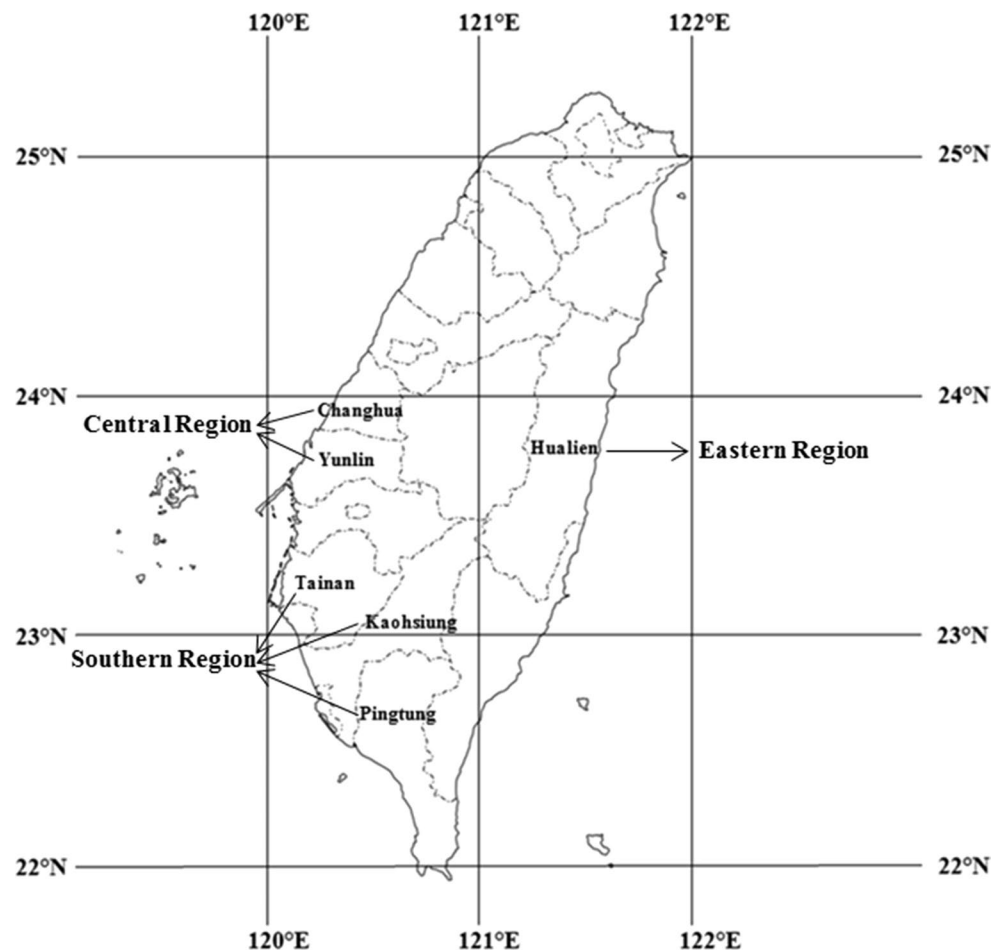 120°E 121°E 122°E
25°N 25°N
24°N 24°N
Changhua
Central Region
Hualien Eastern Region
Yunlin
Tainan
Kaohsiung
23°N 23°N
Southern Region
Pingtung
22°N 22°N
120°E 121°E 122°E